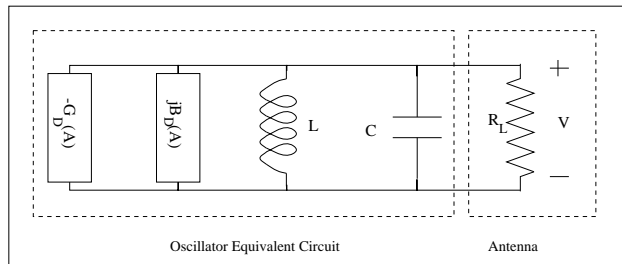 -G_D(A)
jB_D(A)
L
C
R_L
+
V
—
Oscillator Equivalent Circuit
Antenna